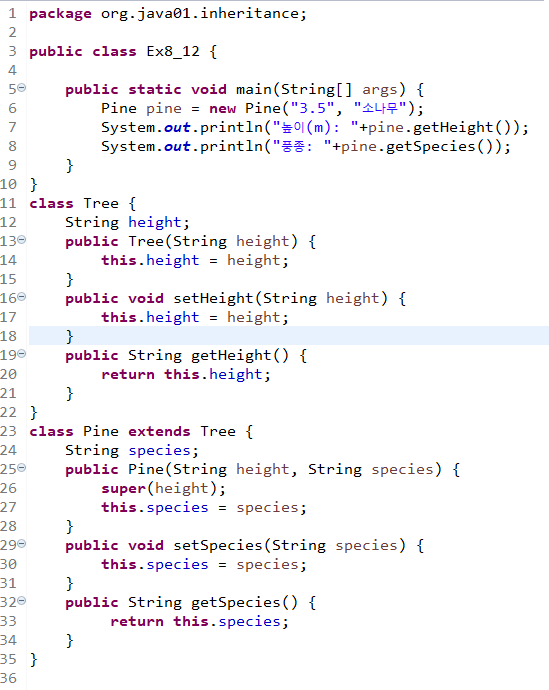 1 package org.java01.inheritance;
2
3 public class Ex8_12 {
4
5 public static void main(String[] args) {
6 Pine pine = new Pine("3.5", "소나무");
7 System.out.println("높이(m): "+pine.getHeight());
8 System.out.println("품종: "+pine.getSpecies());
9 }
10 }
11 class Tree {
12 String height;
13 public Tree(String height) {
14 this.height = height;
15 }
16 public void setHeight(String height) {
17 this.height = height;
18 }
19 public String getHeight() {
20 return this.height;
21 }
22 }
23 class Pine extends Tree {
24 String species;
25 public Pine(String height, String species) {
26 super(height);
27 this.species = species;
28 }
29 public void setSpecies(String species) {
30 this.species = species;
31 }
32 public String getSpecies() {
33 return this.species;
34 }
35 }
36